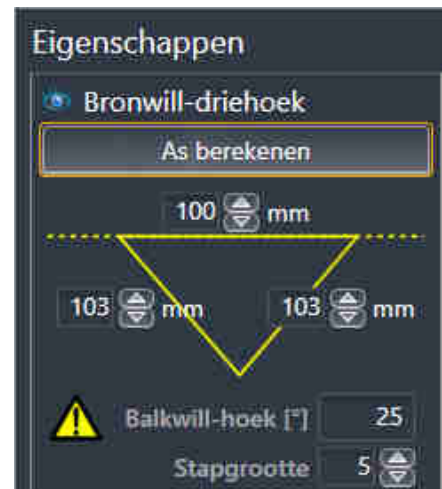 Eigenschappen
Bronwill-driehoek
As berekenen
100 mm
103 mm 103 mm
Balkwill-hoek [°] 25
Stapgrootte 5